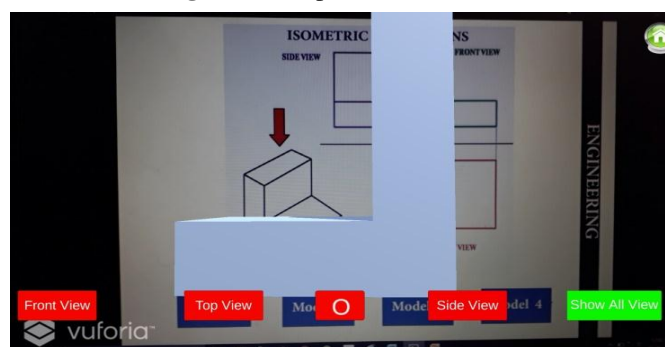 ISOMETRIC
NS
SIDE VIEW
FRONT VIEW
ENGINEERING
VIEW
Front View
Top View
O
Side View
Show All View
del 4
vuforia